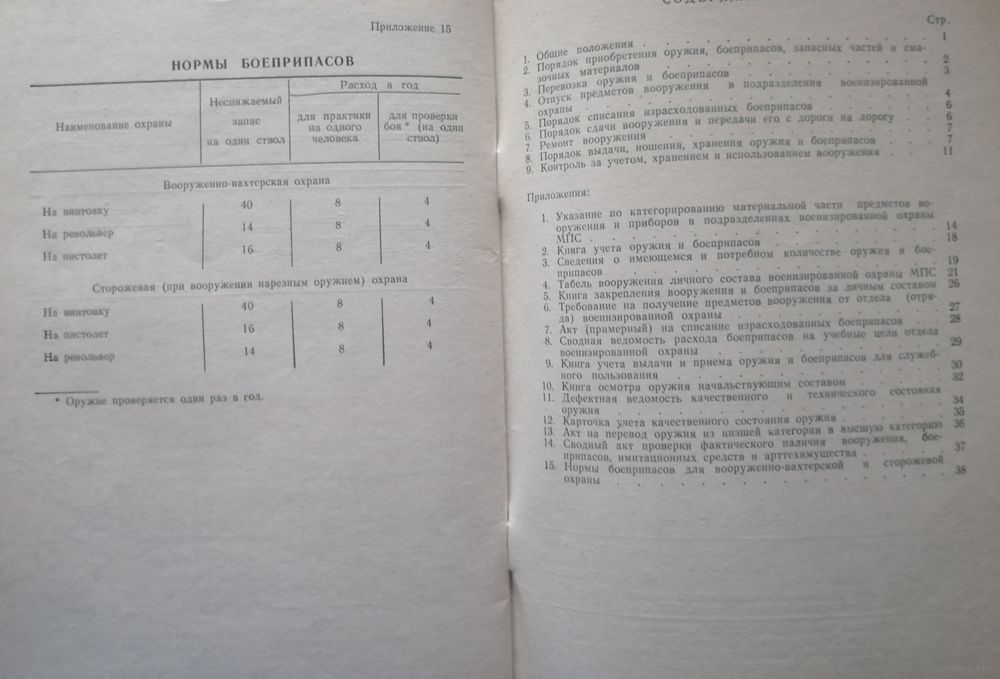 Приложение 15
НОРМЫ БОЕПРИПАСОВ
Наименование охраны
Неснижаемый
запас
на один ствол
Расход в год
для практики
на одного
человека
для проверки
боя * (на один
ствол)
Вооруженно-вахтерская охрана
На винтовку 40 8 4
На револьвер 14 8 4
На пистолет 16 8 4
Сторожевая (при вооружении нарезным оружием) охрана
На винтовку 40 8 4
На пистолет 16 8 4
На револьвер 14 8 4
* Оружие проверяется один раз в год.
Стр.
1. Общие положения . . . . . . . . . . 1
2. Порядок приобретения оружия, боеприпасов, запасных частей и сма-
зочных материалов . . . . . . . . . . 2
3. Перевозка оружия и боеприпасов . . . . . . . 3
4. Отпуск предметов вооружения в подразделения военизированной
охраны . . . . . . . . . . . . 4
5. Порядок списания израсходованных боеприпасов . . . . 6
6. Порядок сдачи вооружения и передачи его с дороги на дорогу . 6
7. Ремонт вооружения . . . . . . . . . 7
8. Порядок выдачи, ношения, хранения оружия и боеприпасов . . . 7
9. Контроль за учетом, хранением и использованием вооружения . . 11
Приложения:
1. Указание по категорированию материальной части предметов во-
оружения и приборов в подразделениях военизированной охраны
МПС . . . . . . . . . . . . . 14
2. Книга учета оружия и боеприпасов . . . . . . 18
3. Сведения о имеющемся и потребном количестве оружия и бое-
припасов . . . . . . . . . . . . 19
4. Табель вооружения личного состава военизированной охраны МПС 21
5. Книга закрепления вооружения и боеприпасов за личным составом 26
6. Требование на получение предметов вооружения от отдела (отря-
да) военизированной охраны . . . . . . . . 27
7. Акт (примерный) на списание израсходованных боеприпасов . . 28
8. Сводная ведомость расхода боеприпасов на учебные цели отдела
военизированной охраны . . . . . . . . . 29
9. Книга учета выдачи и приема оружия и боеприпасов для служеб-
ного пользования . . . . . . . . . . 30
10. Книга осмотра оружия начальствующим составом . . . . 32
11. Дефектная ведомость качественного и технического состояния
оружия . . . . . . . . . . . . 34
12. Карточка учета качественного состояния оружия . . . . 35
13. Акт на перевод оружия из низшей категории в высшую категорию 36
14. Сводный акт проверки фактического наличия вооружения, бое-
припасов, имитационных средств и арттехимущества . . . . 37
15. Нормы боеприпасов для вооруженно-вахтерской и сторожевой
охраны . . . . . . . . . . . . 38